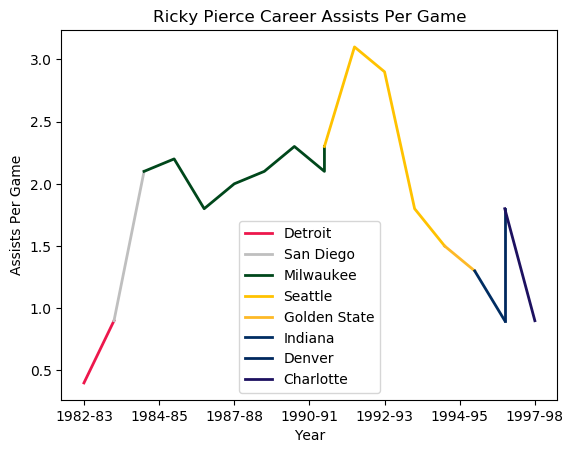 Ricky Pierce Career Assists Per Game
Assists Per Game
3.0
2.5
2.0
1.5
1.0
0.5
Detroit
San Diego
Milwaukee
Seattle
Golden State
Indiana
Denver
Charlotte
1982-83 1984-85 1987-88 1990-91 1992-93 1994-95 1997-98
Year